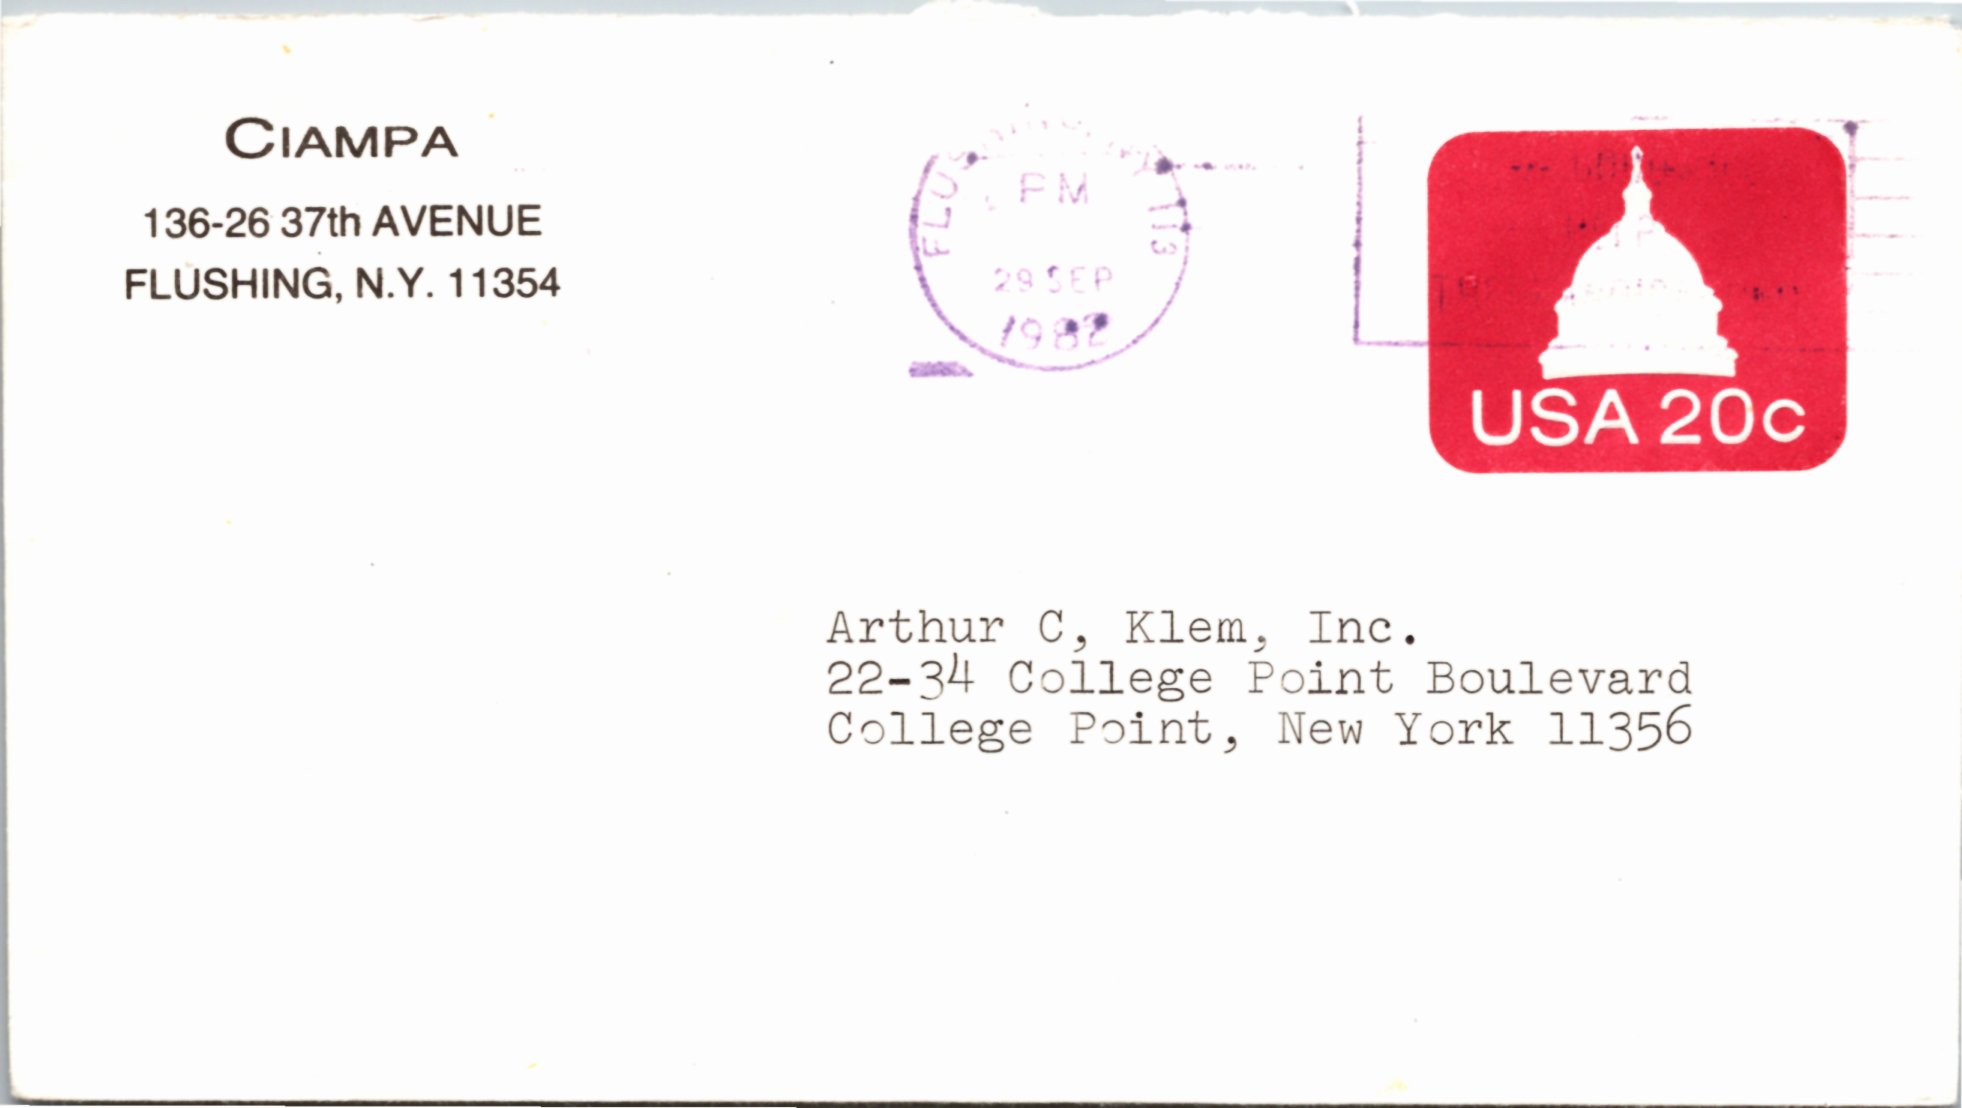 CIAMPA
136-26 37th AVENUE
FLUSHING, N.Y. 11354
PM
29 SEP
1982
USA 20c
Arthur C, Klem, Inc.
22-34 College Point Boulevard
College Point, New York 11356